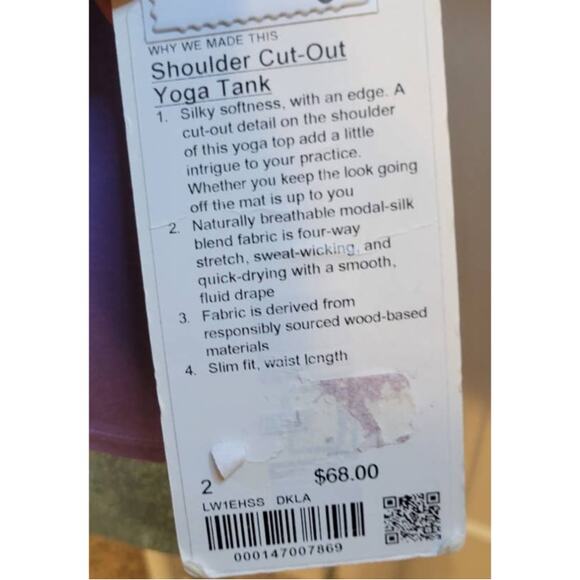 WHY WE MADE THIS
Shoulder Cut-Out
Yoga Tank
1. Silky softness, with an edge. A
cut-out detail on the shoulder
of this yoga top add a little
intrigue to your practice.
Whether you keep the look going
off the mat is up to you
2. Naturally breathable modal-silk
blend fabric is four-way
stretch, sweat-wicking, and
quick-drying with a smooth,
fluid drape
3. Fabric is derived from
responsibly sourced wood-based
materials
4. Slim fit, waist length
2 $68.00
LW1EHSS DKLA
000147007869